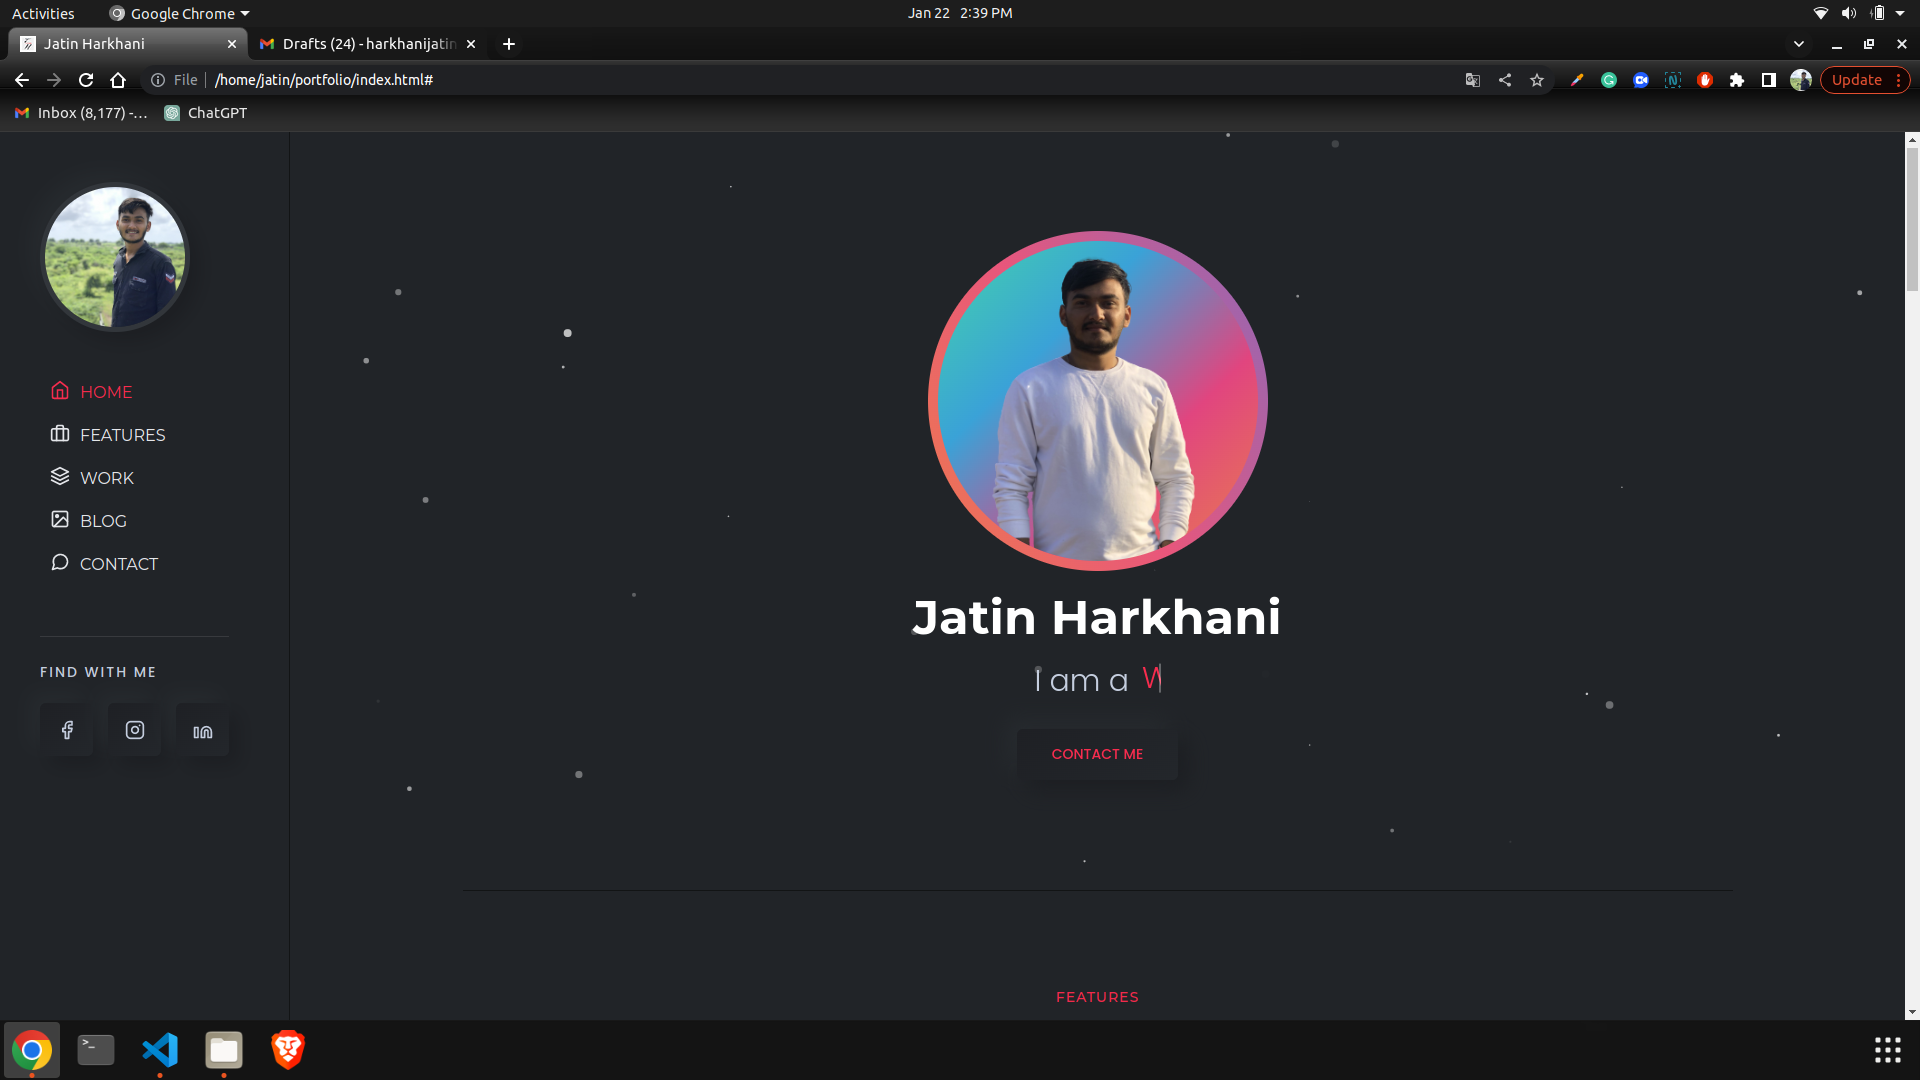 Activities
Google Chrome
Jan 22 2:39 PM
Jatin Harkhani
Drafts (24) - harkhanijatin
File
/home/jatin/portfolio/index.html#
Update
Inbox (8,177) -...
ChatGPT
HOME
FEATURES
WORK
BLOG
CONTACT
FIND WITH ME
Jatin Harkhani
I am a W
CONTACT ME
FEATURES